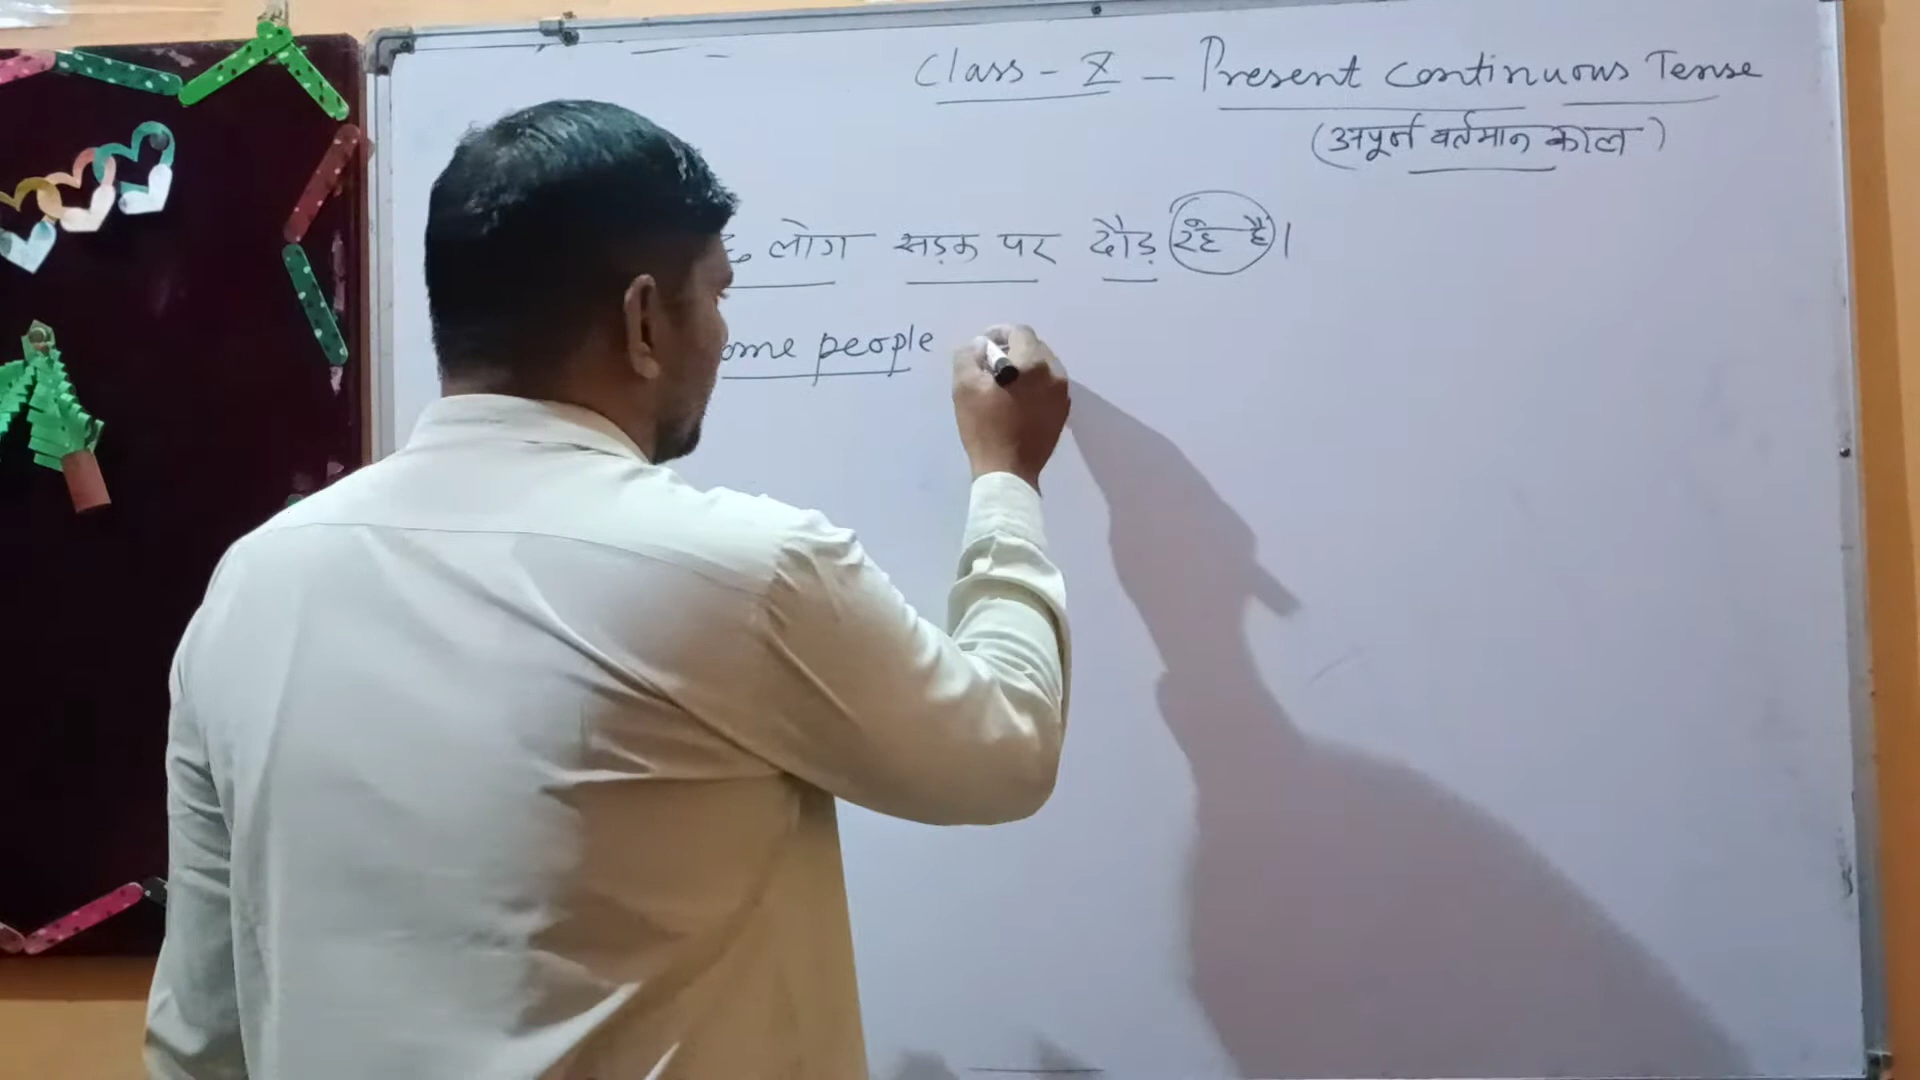 Class - X - Present Continuous Tense
(अपूर्न वर्तमान काल)
लोग सड़क पर दौड़ रहे हैं।
ome people